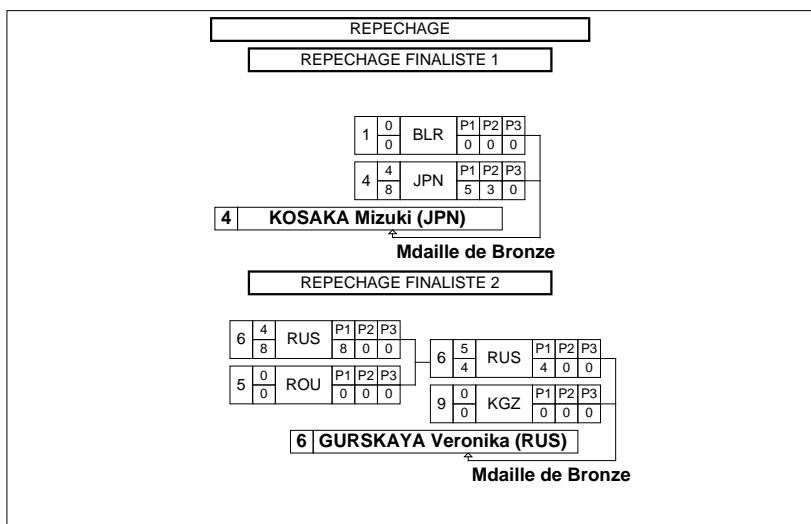 REPECHAGE
REPECHAGE FINALISTE 1
1 0 BLR P1 P2 P3
0 0 0 0
4 4 JPN P1 P2 P3
8 5 3 0
4 KOSAKA Mizuki (JPN)
Mdaille de Bronze
REPECHAGE FINALISTE 2
6 4 RUS P1 P2 P3
8 8 0 0
5 0 ROU P1 P2 P3
0 0 0 0
6 5 RUS P1 P2 P3
4 4 0 0
9 0 KGZ P1 P2 P3
0 0 0 0
6 GURSKAYA Veronika (RUS)
Mdaille de Bronze